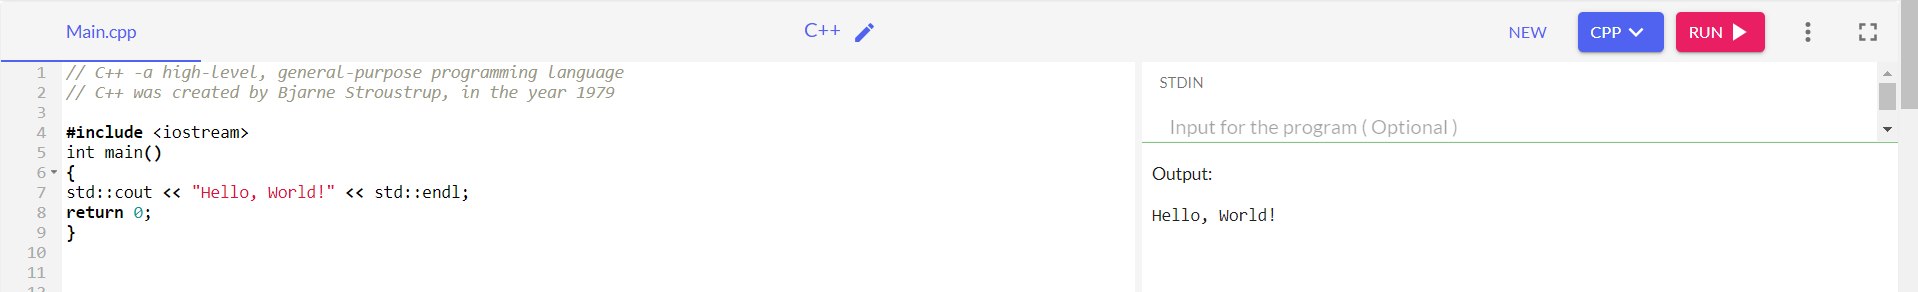 Main.cpp
C++
NEW
CPP
RUN
1 // C++ -a high-level, general-purpose programming language
2 // C++ was created by Bjarne Stroustrup, in the year 1979
3
4 #include <iostream>
5 int main()
6 {
7 std::cout << "Hello, World!" << std::endl;
8 return 0;
9 }
10
11
12
STDIN
Input for the program ( Optional )
Output:
Hello, World!